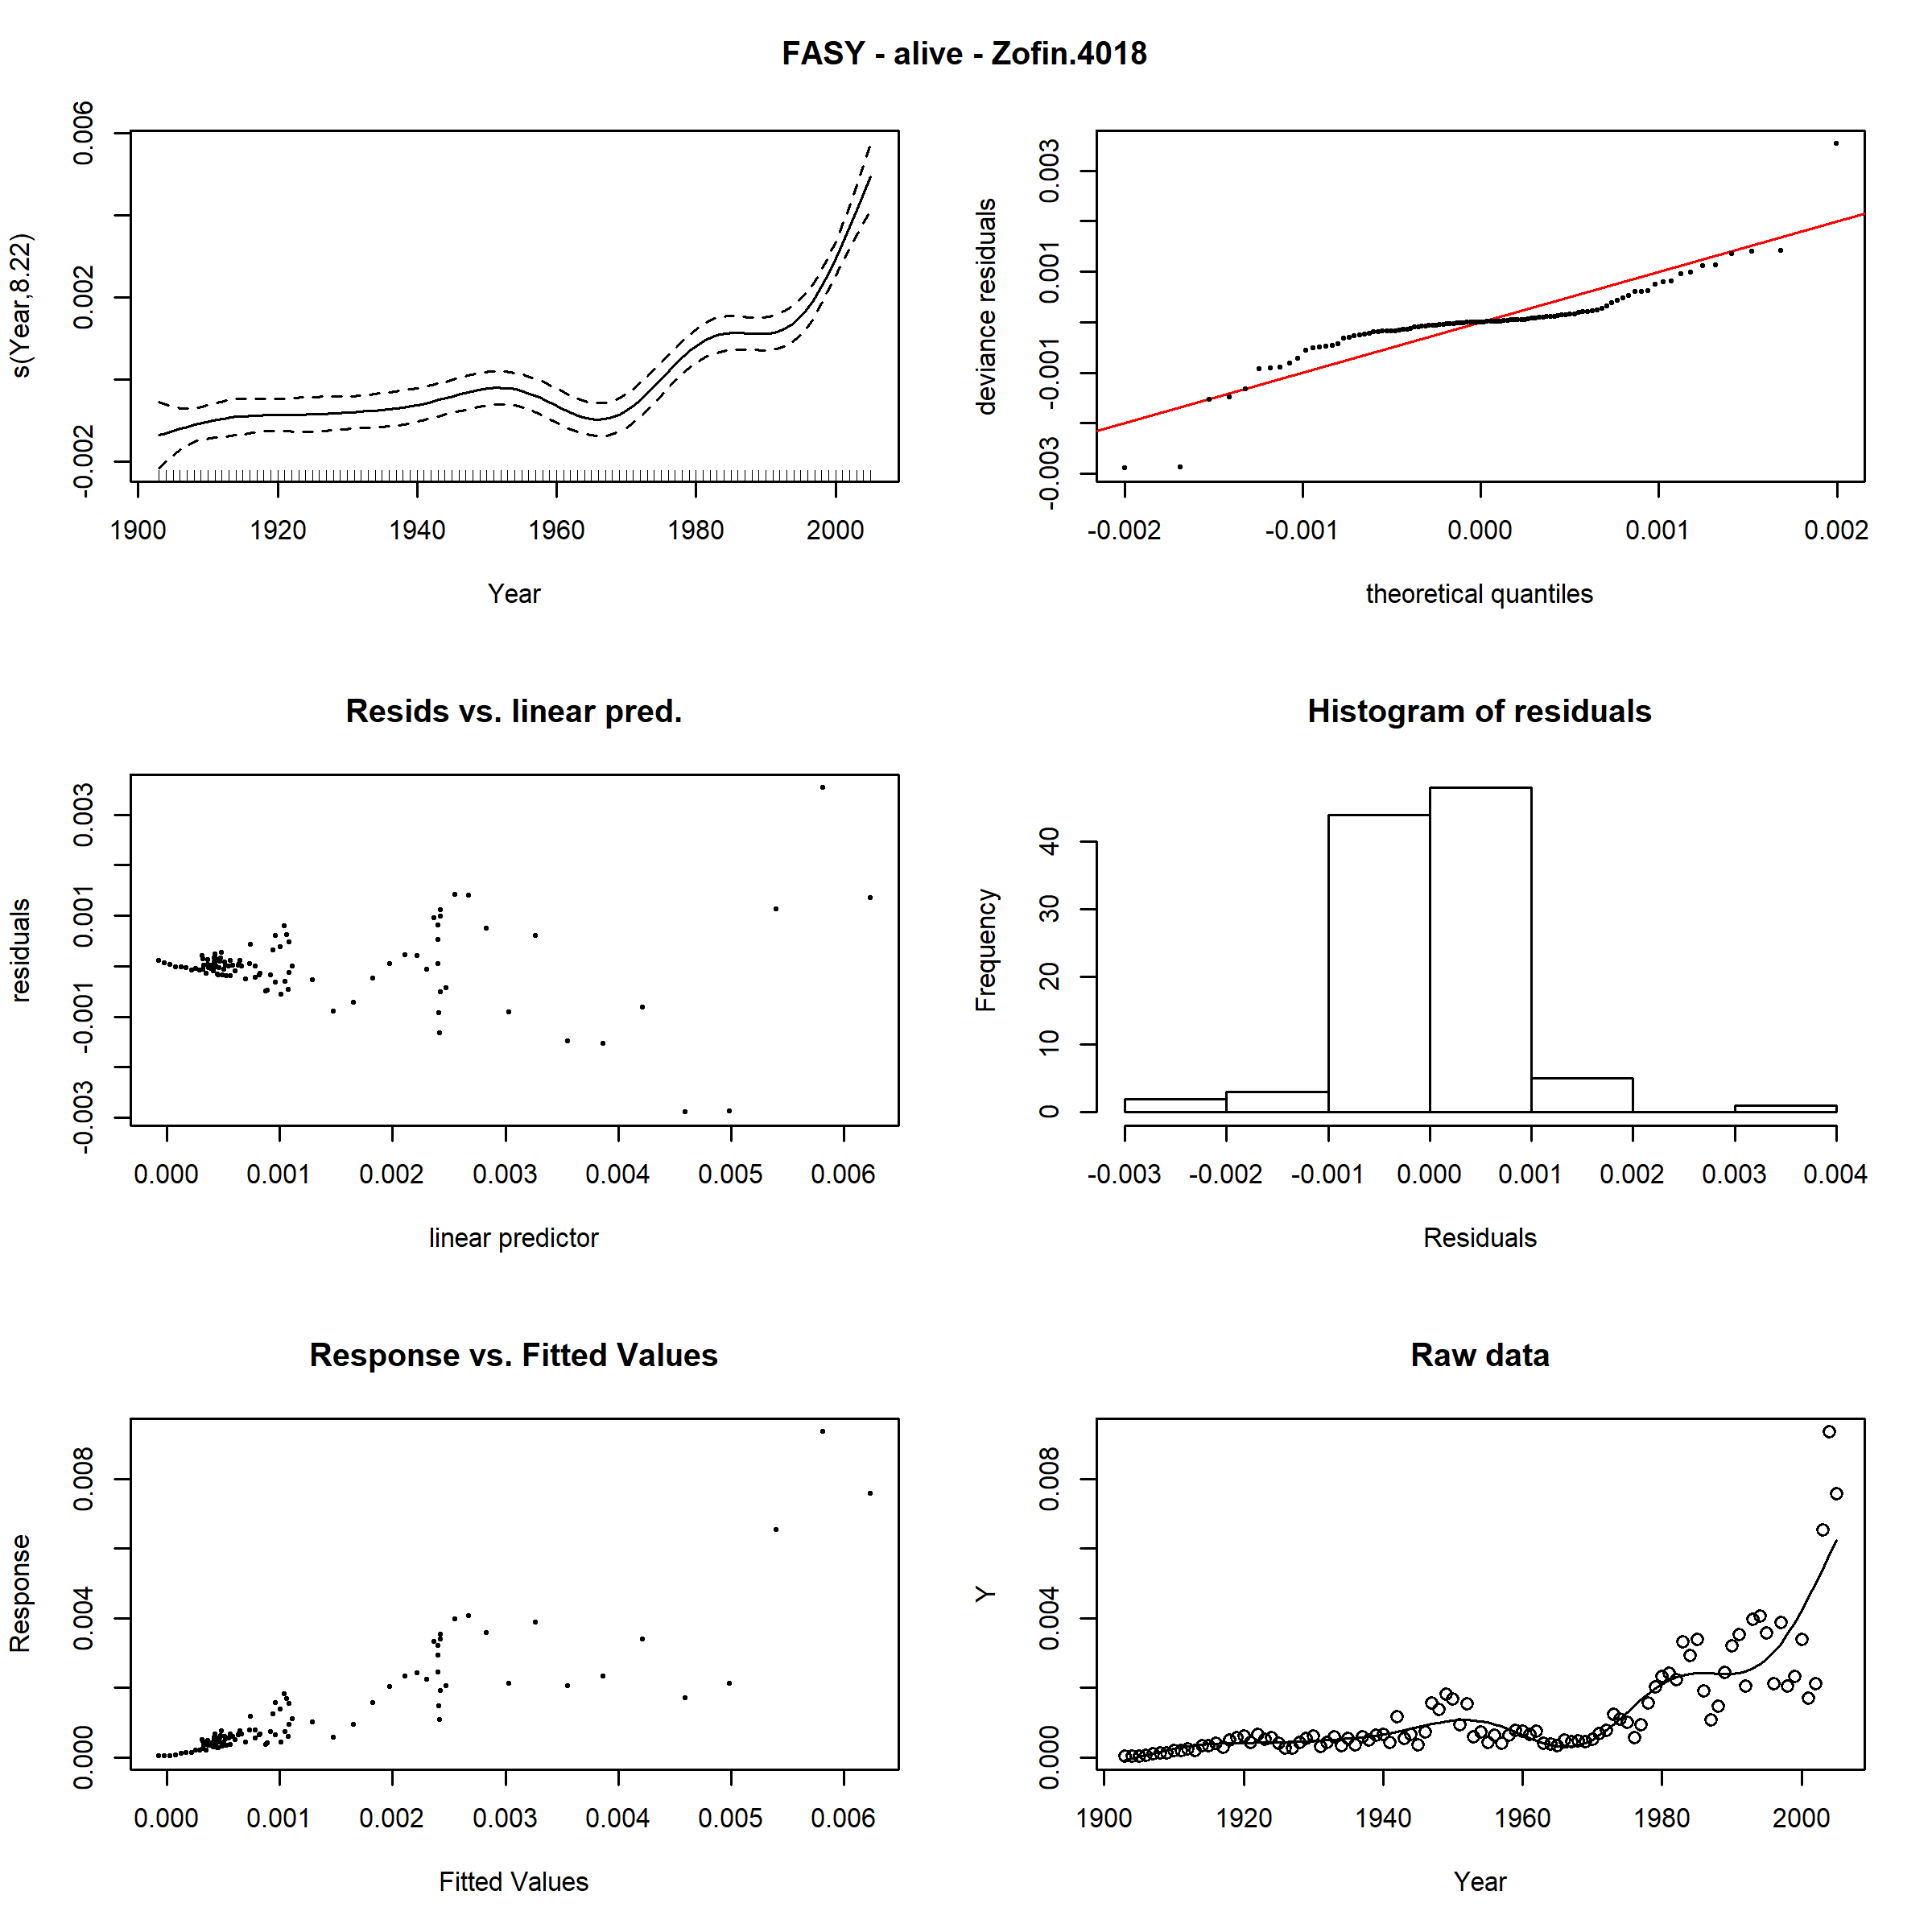 FASY - alive - Zofin.4018
s(Year,8.22)
-0.002 0.002 0.006
1900 1920 1940 1960 1980 2000
Year
deviance residuals
-0.003 -0.001 0.001 0.003
-0.002 -0.001 0.000 0.001 0.002
theoretical quantiles
Resids vs. linear pred.
residuals
-0.003 -0.001 0.001 0.003
0.000 0.001 0.002 0.003 0.004 0.005 0.006
linear predictor
Histogram of residuals
Frequency
0 10 20 30 40
-0.003 -0.002 -0.001 0.000 0.001 0.002 0.003 0.004
Residuals
Response vs. Fitted Values
Response
0.000 0.004 0.008
0.000 0.001 0.002 0.003 0.004 0.005 0.006
Fitted Values
Raw data
Y
0.000 0.004 0.008
1900 1920 1940 1960 1980 2000
Year